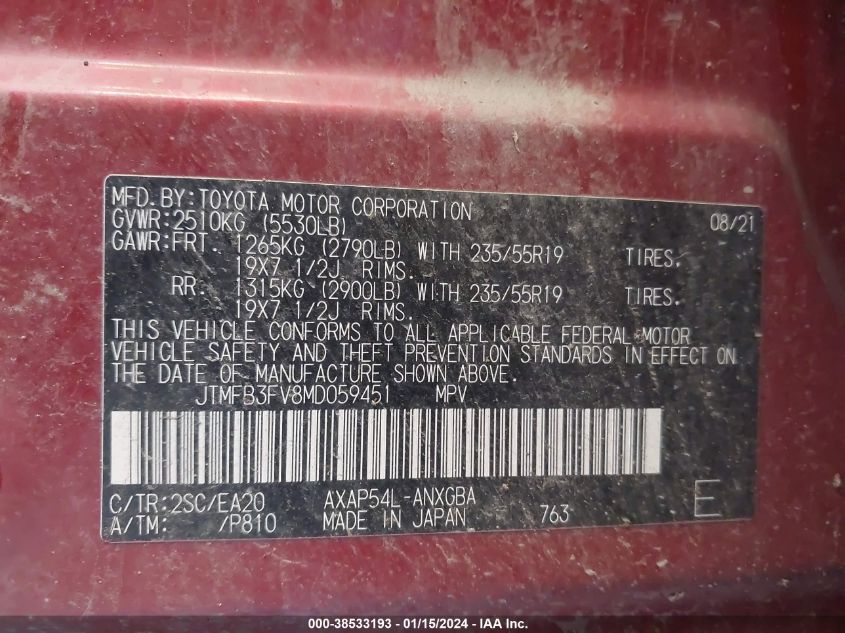 MFD.BY:TOYOTA MOTOR CORPORATION 08/21
GVWR:2510KG (5530LB)
GAWR:FRT. 1265KG (2790LB) WITH 235/55R19 TIRES.
19X7 1/2J RIMS.
RR: 1315KG (2900LB) WITH 235/55R19 TIRES.
19X7 1/2J RIMS.
THIS VEHICLE CONFORMS TO ALL APPLICABLE FEDERAL MOTOR
VEHICLE SAFETY AND THEFT PREVENTION STANDARDS IN EFFECT ON
THE DATE OF MANUFACTURE SHOWN ABOVE.
JTMFB3FV8MD059451 MPV
C/TR:2SC/EA20 AXAP54L-ANXGBA E
A/TM: /P810 MADE IN JAPAN 763
000-38533193 - 01/15/2024 - IAA Inc.